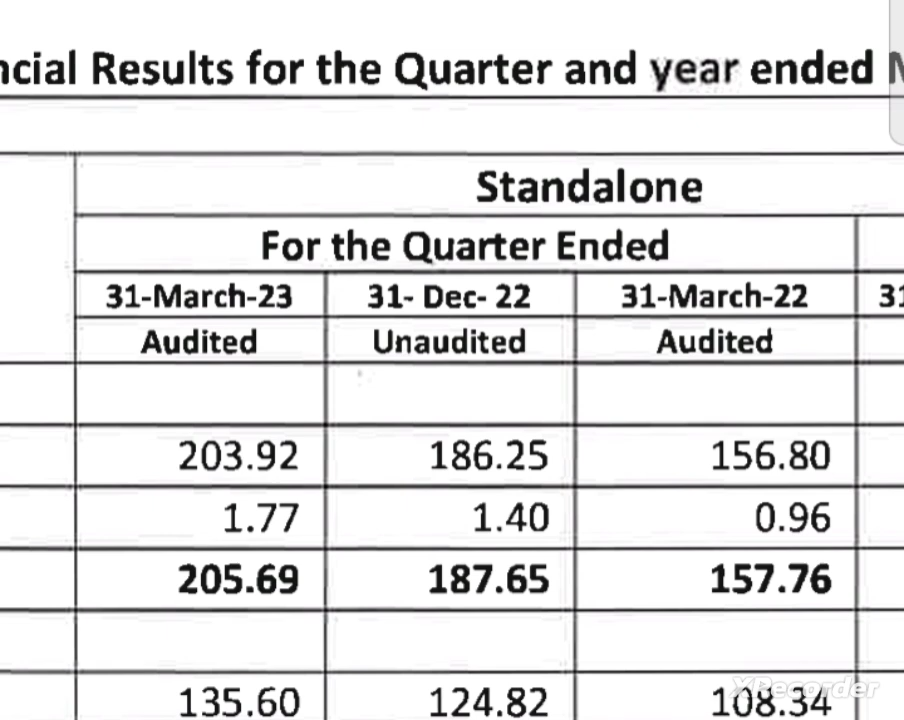 ncial Results for the Quarter and year ended
Standalone
For the Quarter Ended
31-March-23 31- Dec- 22 31-March-22 31
Audited Unaudited Audited
203.92 186.25 156.80
1.77 1.40 0.96
205.69 187.65 157.76
135.60 124.82 108.34
XRecorder